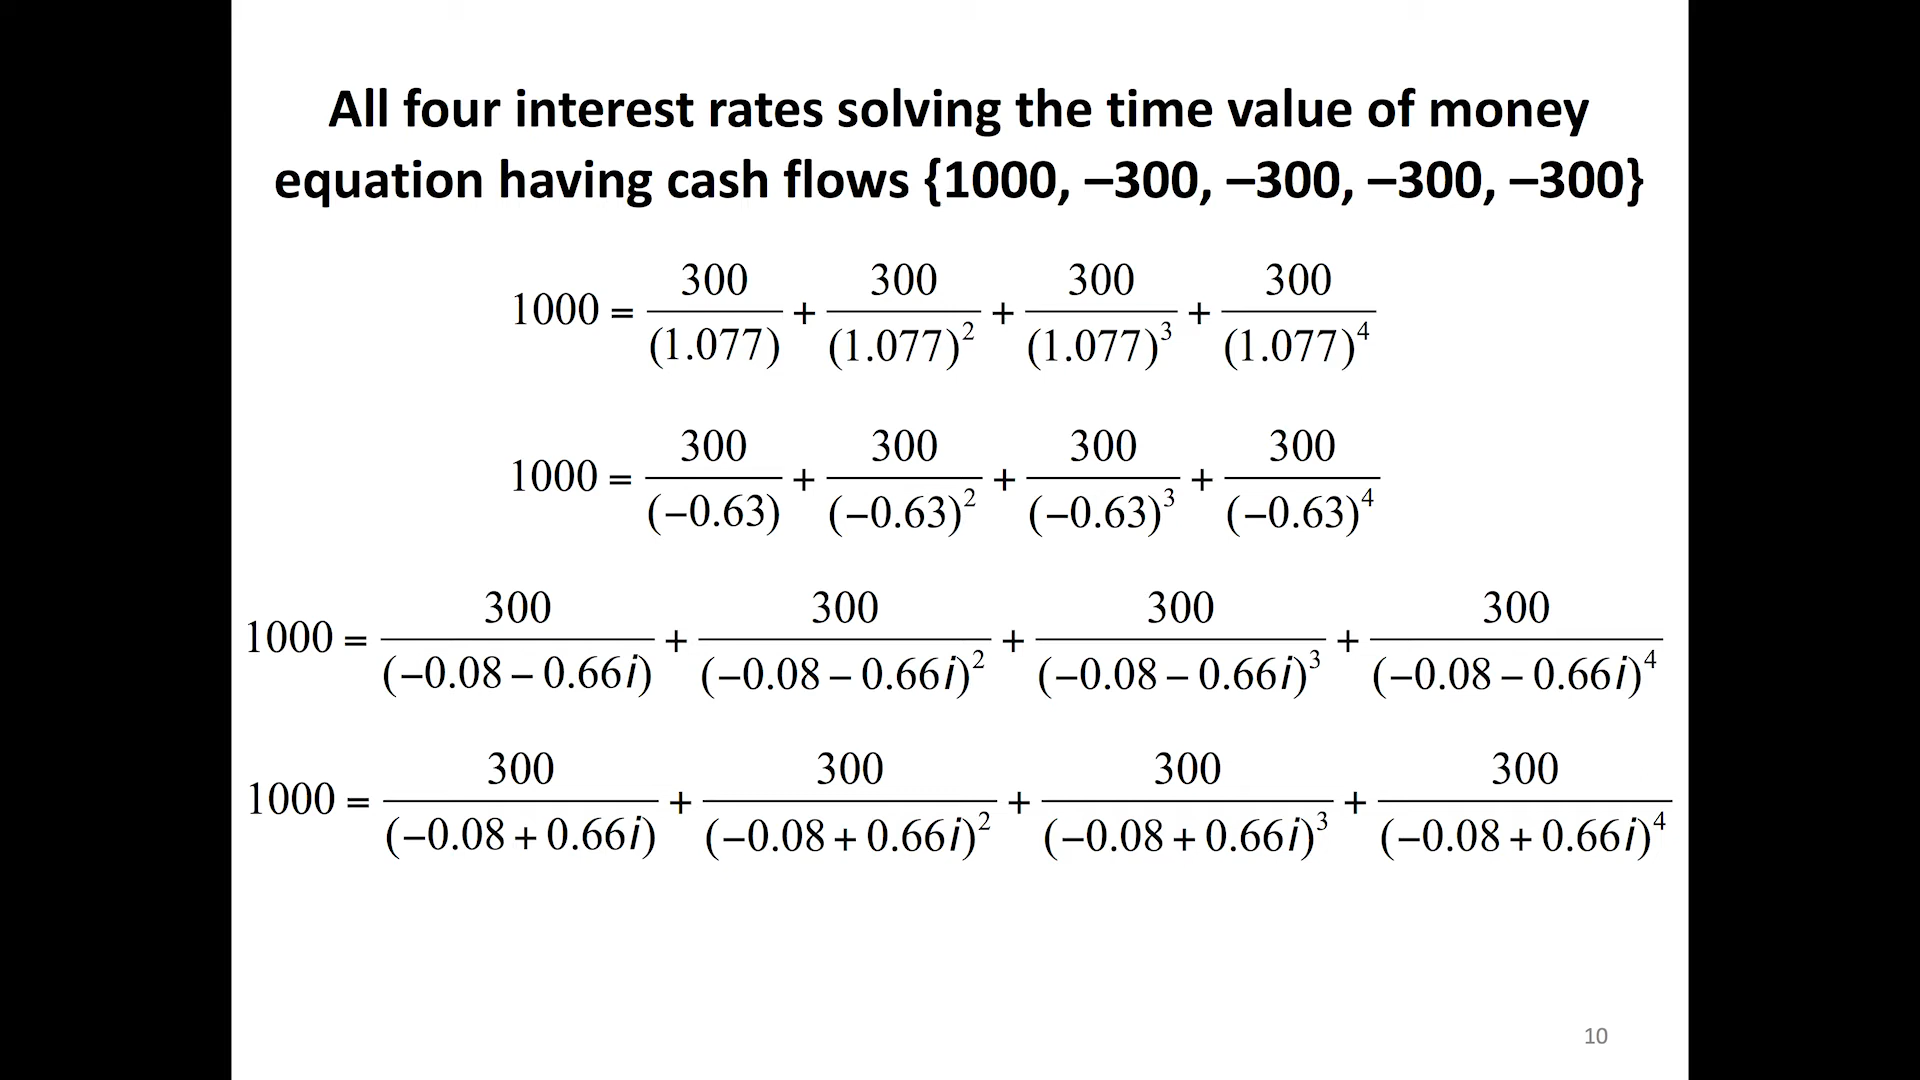 All four interest rates solving the time value of money
equation having cash flows {1000, –300, –300, –300, –300}
1000 = 300/(1.077) + 300/(1.077)² + 300/(1.077)³ + 300/(1.077)⁴
1000 = 300/(−0.63) + 300/(−0.63)² + 300/(−0.63)³ + 300/(−0.63)⁴
1000 = 300/(−0.08 − 0.66i) + 300/(−0.08 − 0.66i)² + 300/(−0.08 − 0.66i)³ + 300/(−0.08 − 0.66i)⁴
1000 = 300/(−0.08 + 0.66i) + 300/(−0.08 + 0.66i)² + 300/(−0.08 + 0.66i)³ + 300/(−0.08 + 0.66i)⁴
10